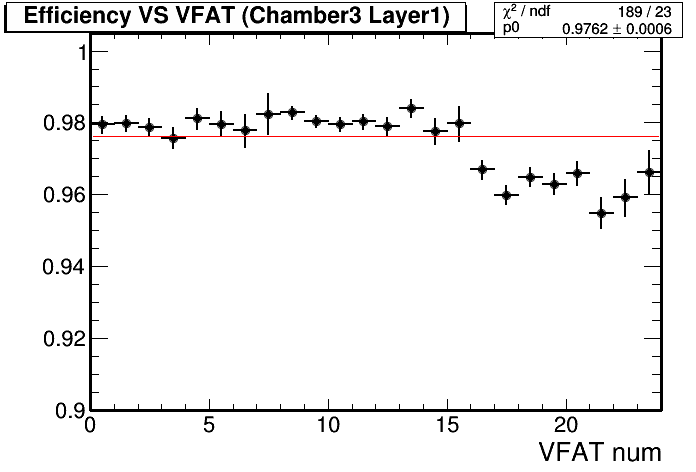 Efficiency VS VFAT (Chamber3 Layer1)
χ² / ndf 189 / 23
p0 0.9762 ± 0.0006
1
0.98
0.96
0.94
0.92
0.9
0 5 10 15 20
VFAT num